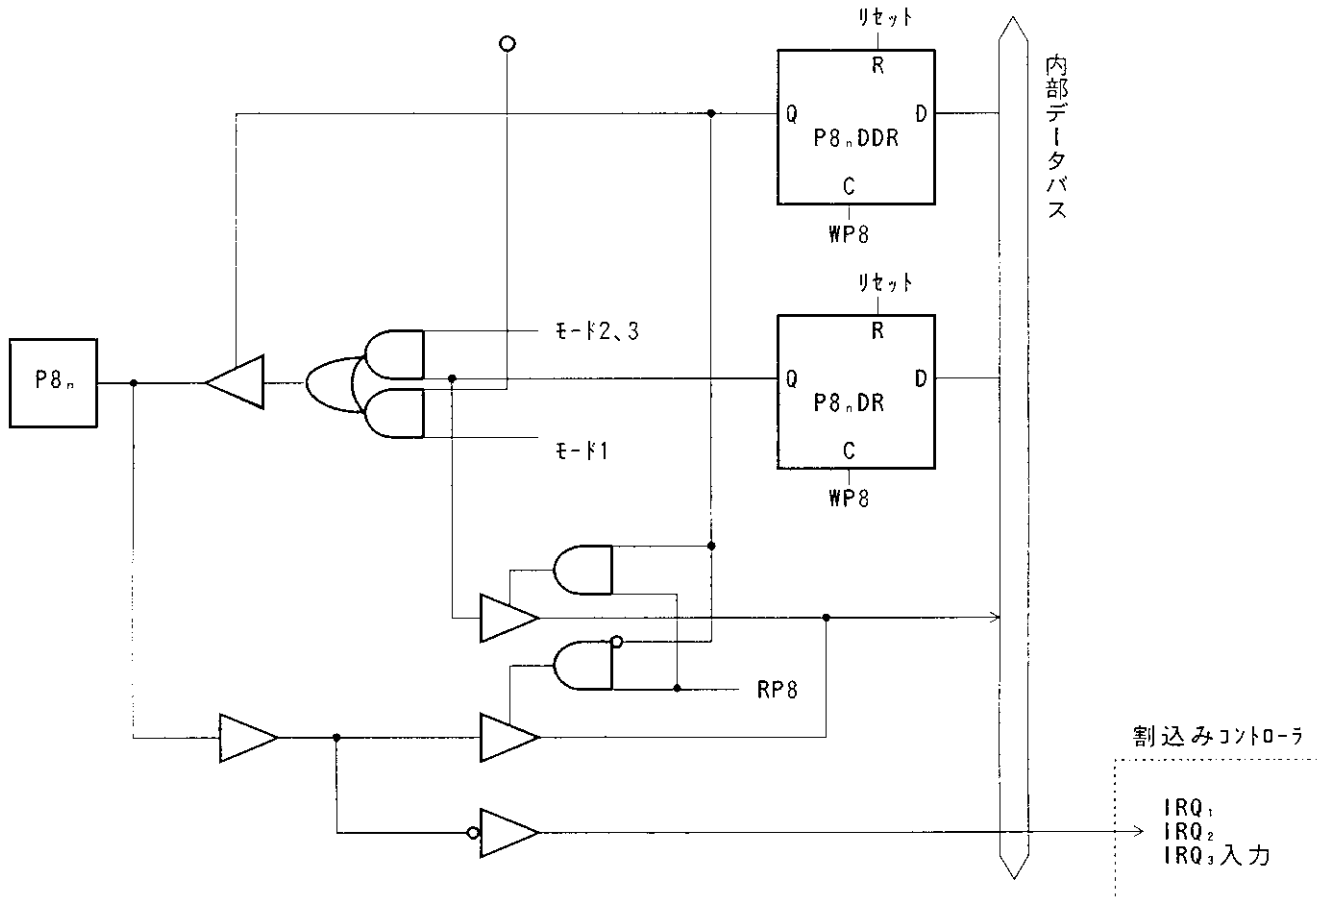 リセット
R
Q
D
P8nDDR
C
WP8
内部データバス
リセット
R
モード2、3
P8n
Q
D
P8nDR
モード1
C
WP8
RP8
割込みコントローラ
IRQ1
IRQ2
IRQ3入力